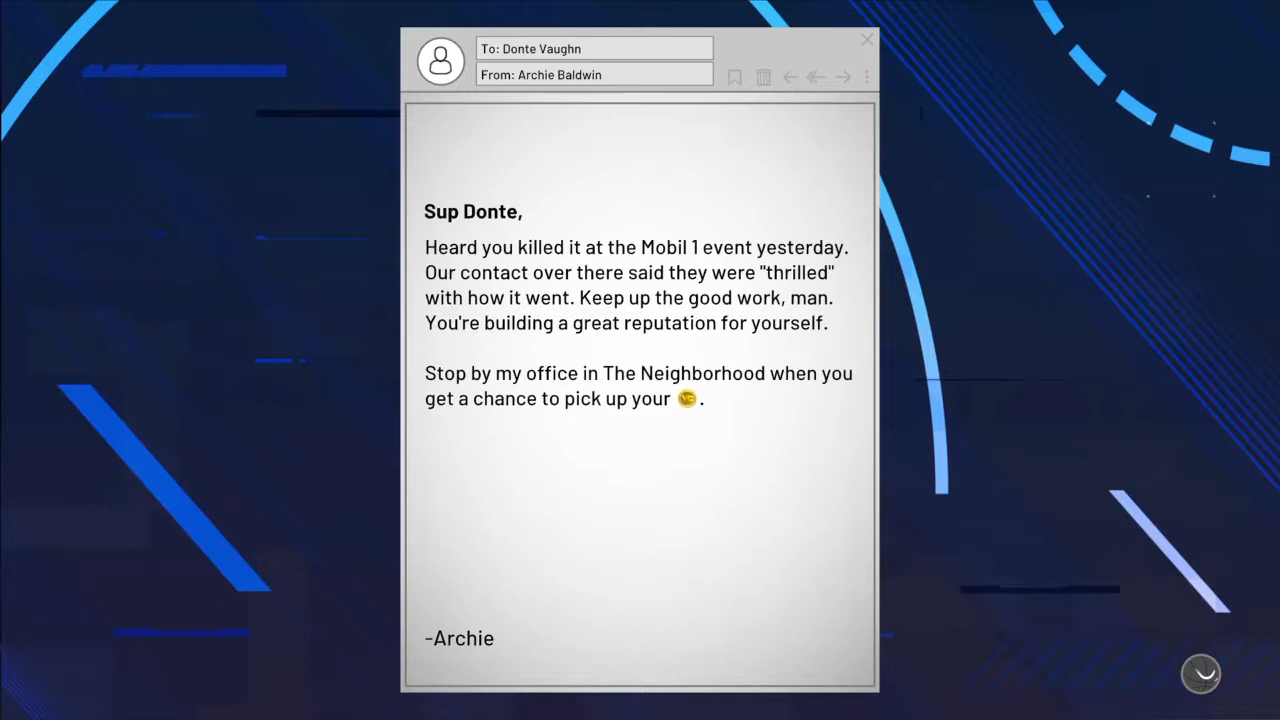 To: Donte Vaughn
From: Archie Baldwin
Sup Donte,
Heard you killed it at the Mobil 1 event yesterday.
Our contact over there said they were "thrilled"
with how it went. Keep up the good work, man.
You're building a great reputation for yourself.
Stop by my office in The Neighborhood when you
get a chance to pick up your VC.
-Archie